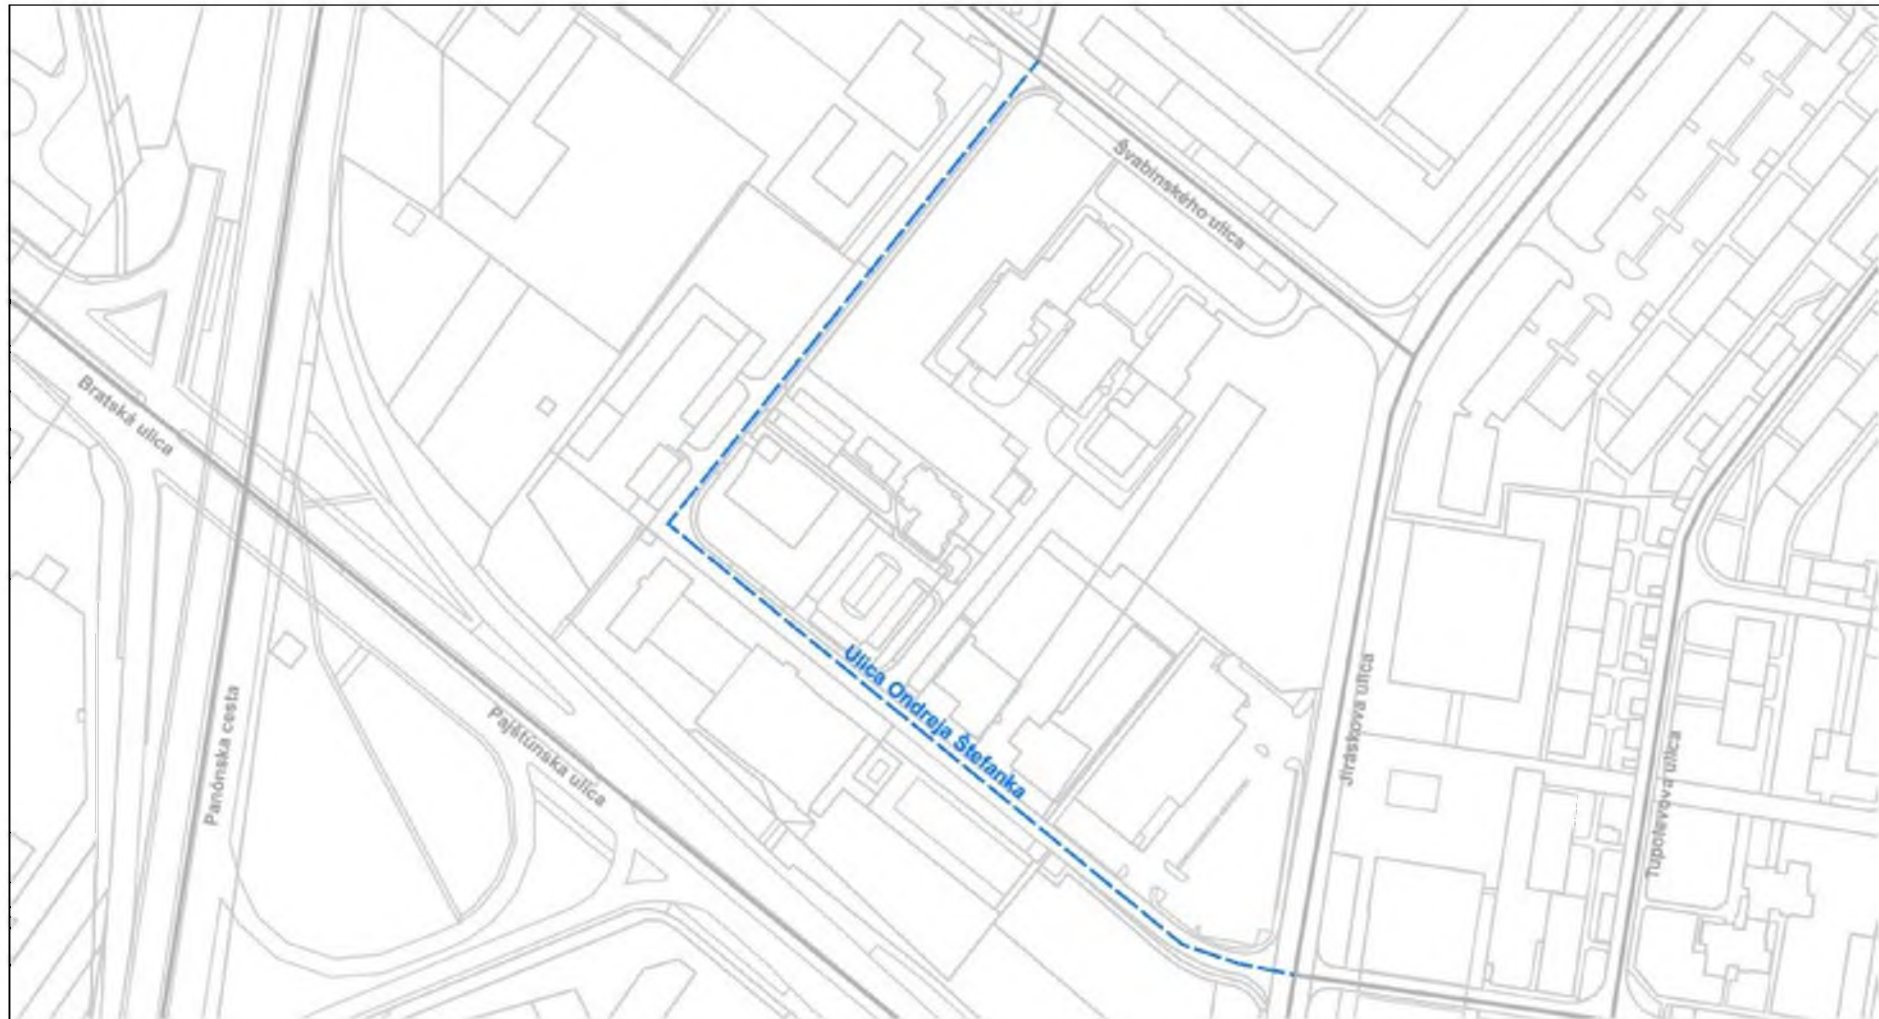 Švabinského ulica
Bratská ulica
Ulica Ondreja Štefanka
Panónska cesta
Pajštúnska ulica
Jiráskova ulica
Tupolevova ulica